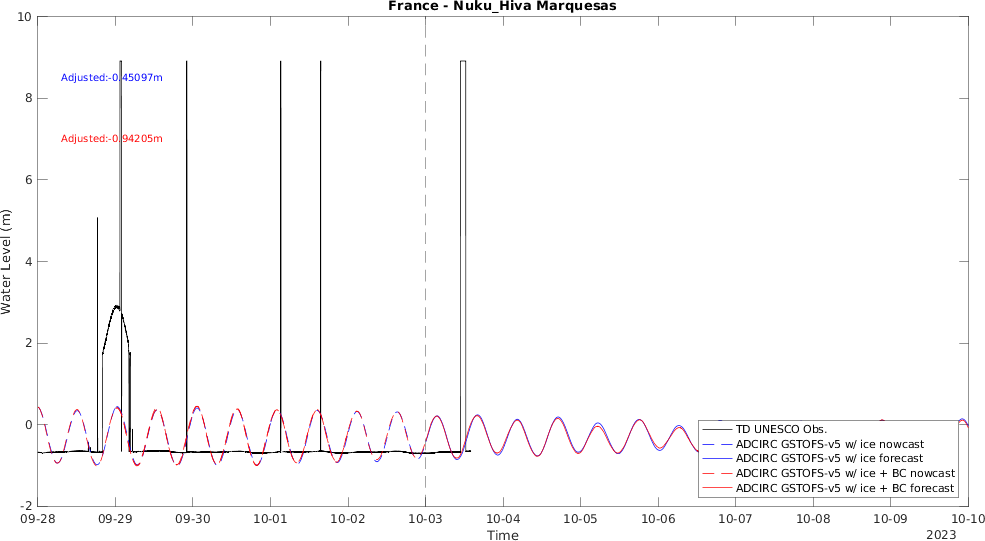 France - Nuku_Hiva Marquesas
10
8
6
4
2
0
-2
Water Level (m)
Adjusted:-0.45097m
Adjusted:-0.94205m
TD UNESCO Obs.
ADCIRC GSTOFS-v5 w/ ice nowcast
ADCIRC GSTOFS-v5 w/ ice forecast
ADCIRC GSTOFS-v5 w/ ice + BC nowcast
ADCIRC GSTOFS-v5 w/ ice + BC forecast
09-28 09-29 09-30 10-01 10-02 10-03 10-04 10-05 10-06 10-07 10-08 10-09 10-10
Time
2023